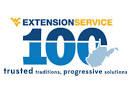 EXTENSIONSERVICE
100
trusted traditions, progressive solutions